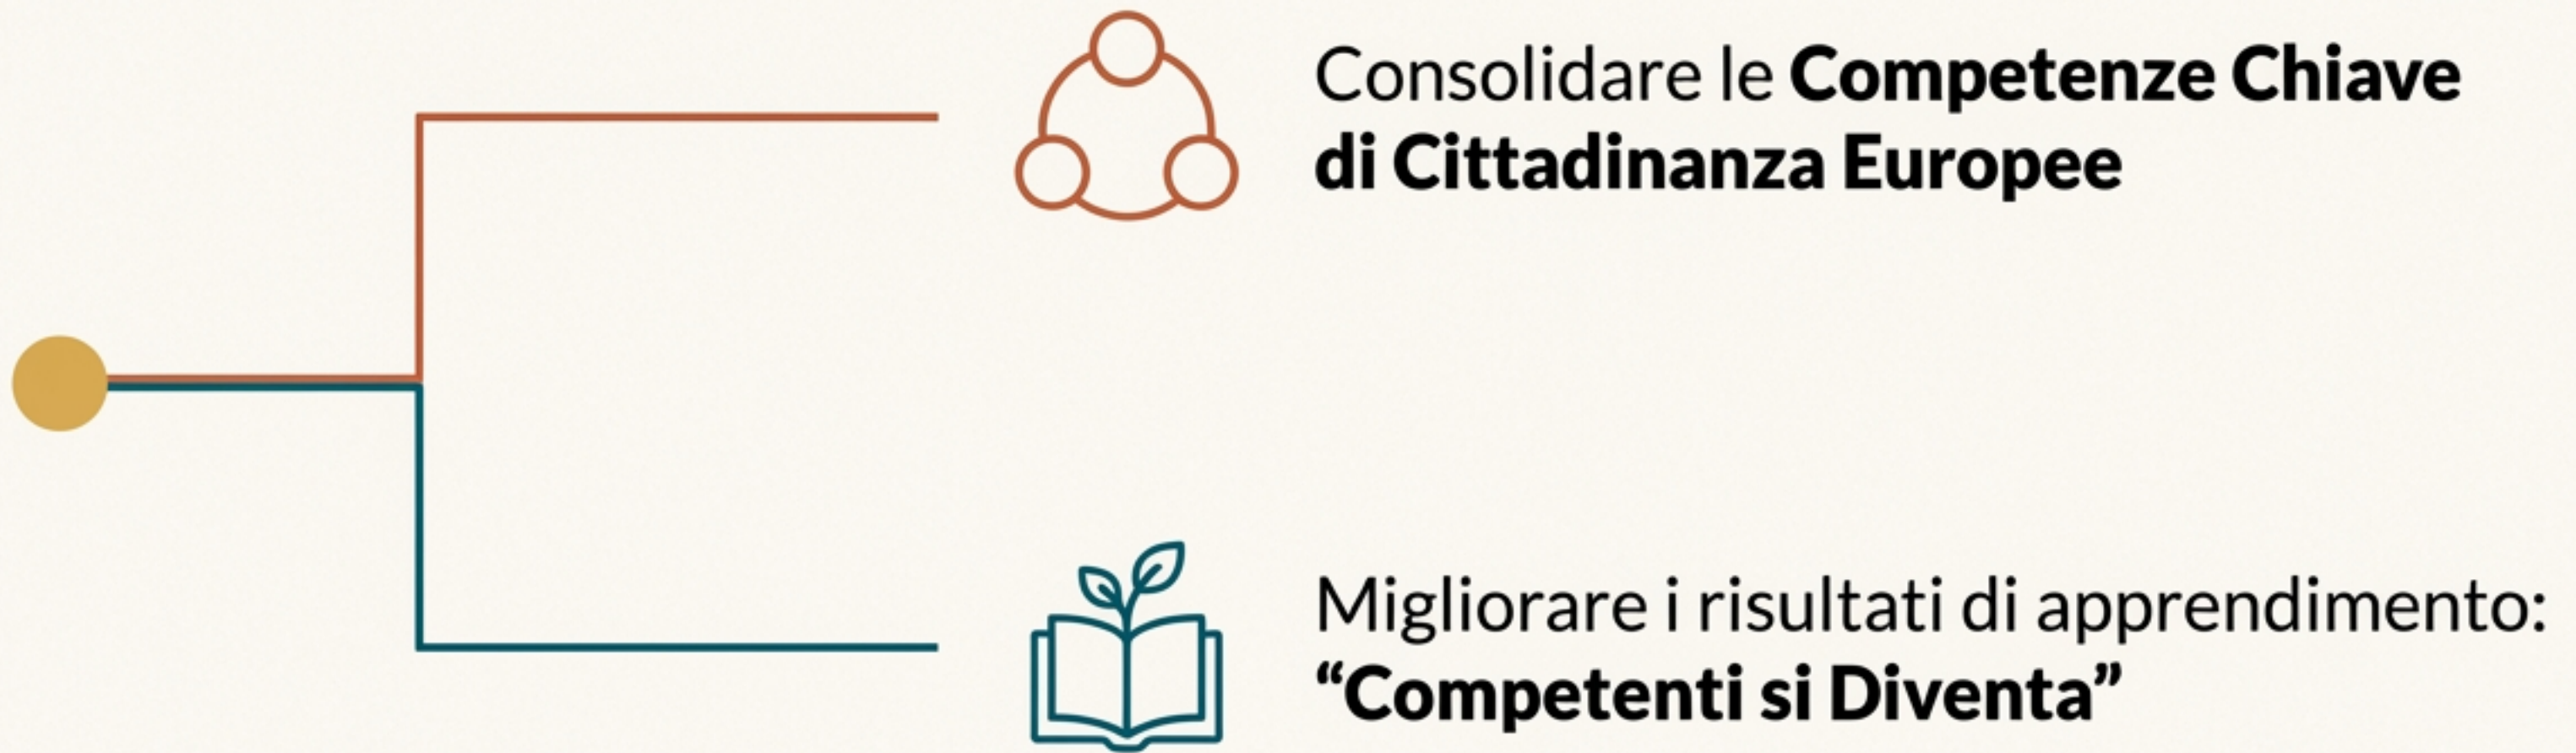 Consolidare le Competenze Chiave
di Cittadinanza Europee
Migliorare i risultati di apprendimento:
“Competenti si Diventa”